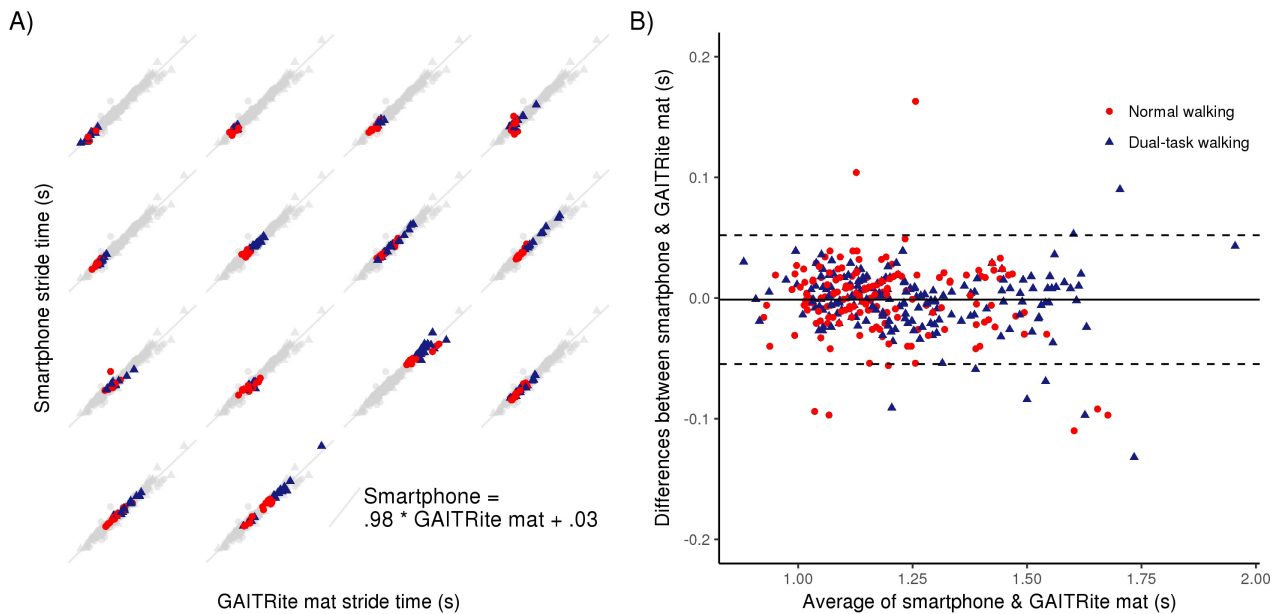 A)
Smartphone stride time (s)
Smartphone =
.98 * GAITRite mat + .03
GAITRite mat stride time (s)
B)
Differences between smartphone & GAITRite mat (s)
0.2
0.1
0.0
-0.1
-0.2
Normal walking
Dual-task walking
1.00 1.25 1.50 1.75 2.00
Average of smartphone & GAITRite mat (s)